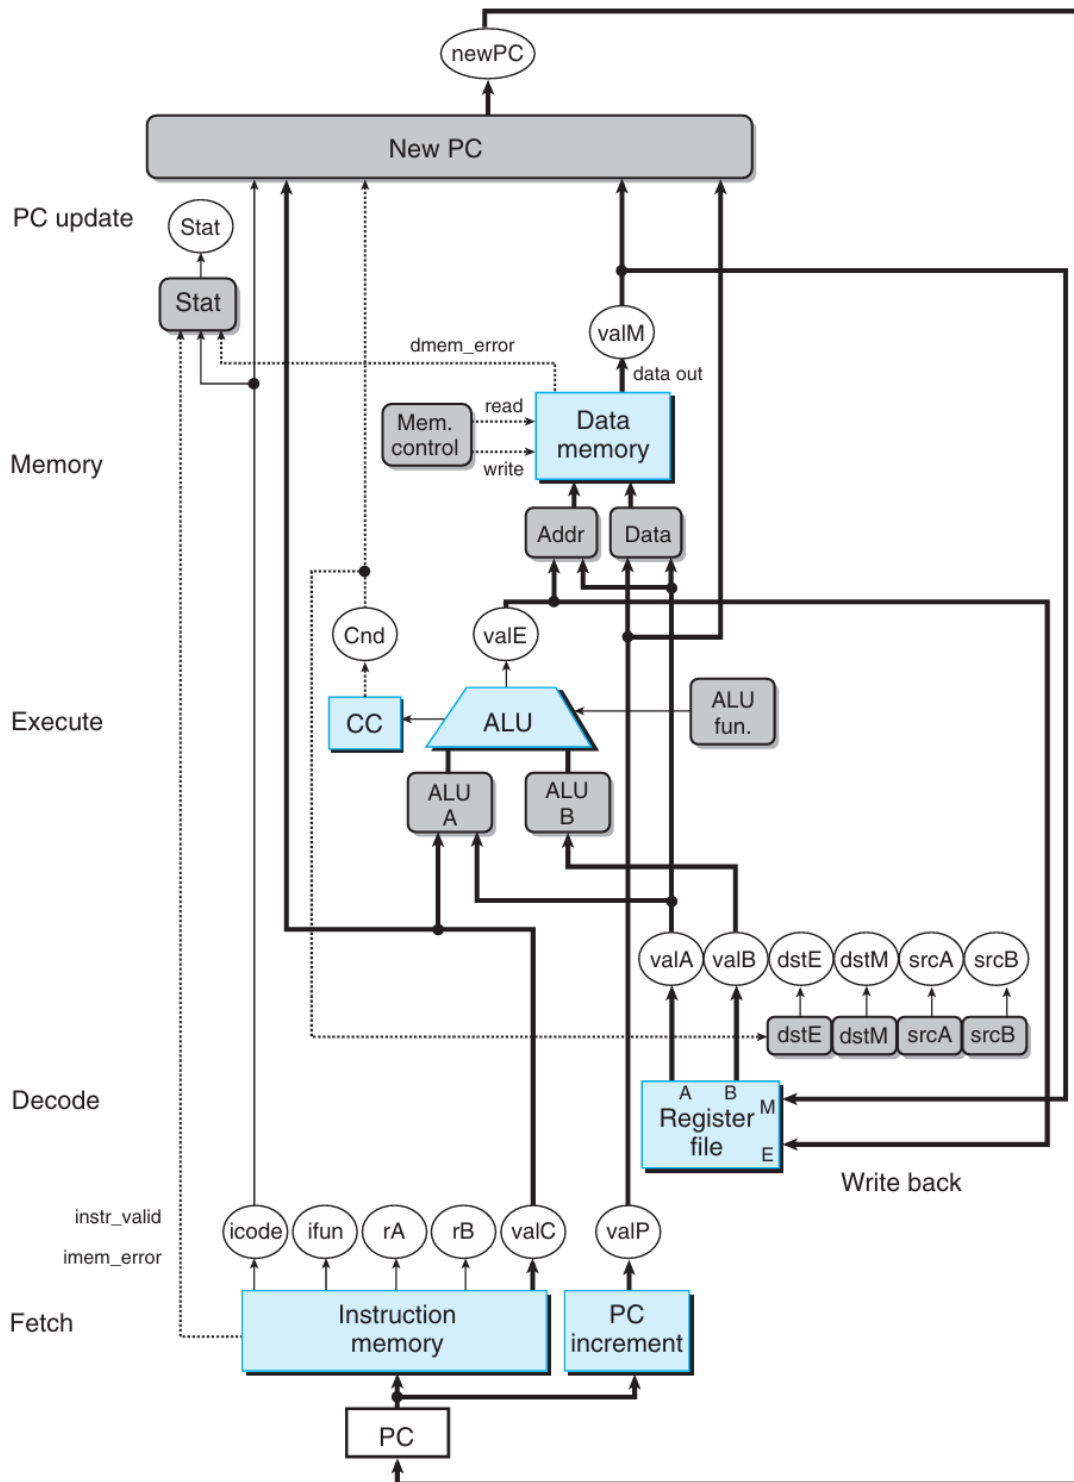 newPC
New PC
PC update
Stat
Stat
valM
dmem_error
data out
read
Mem.
control
write
Data
memory
Memory
Addr
Data
Cnd
valE
Execute
CC
ALU
ALU
fun.
ALU
A
ALU
B
valA
valB
dstE
dstM
srcA
srcB
dstE
dstM
srcA
srcB
Decode
A
B
M
Register
file
E
Write back
instr_valid
imem_error
icode
ifun
rA
rB
valC
valP
Fetch
Instruction
memory
PC
increment
PC